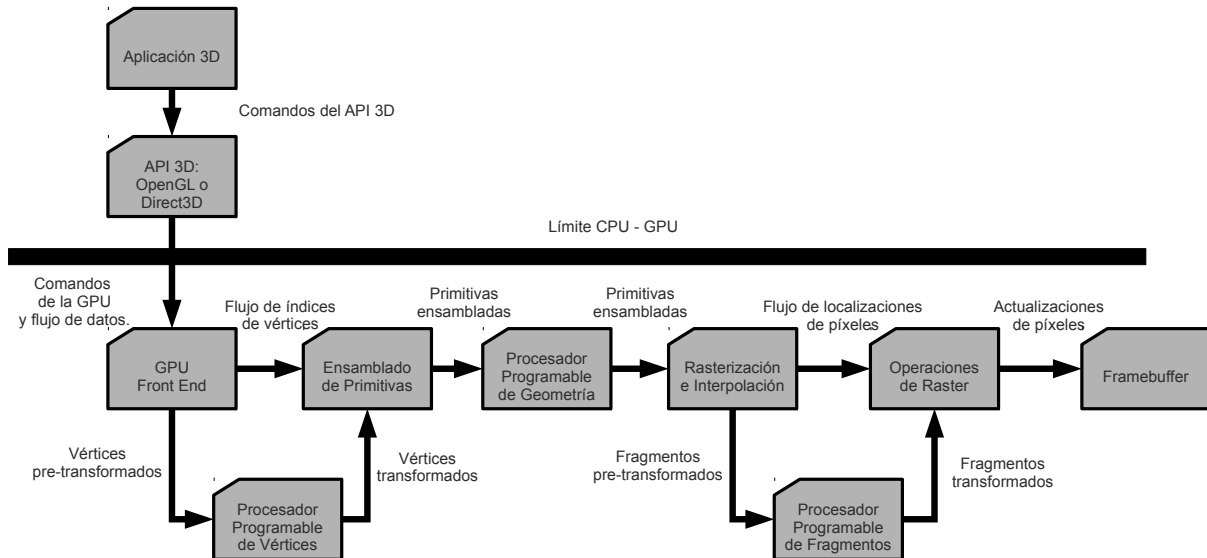 Aplicación 3D
Comandos del API 3D
API 3D:
OpenGL o
Direct3D
Límite CPU - GPU
Comandos
de la GPU
y flujo de datos.
Flujo de índices
de vértices
Primitivas
ensambladas
Primitivas
ensambladas
Flujo de localizaciones
de píxeles
Actualizaciones
de píxeles
GPU
Front End
Ensamblado
de Primitivas
Procesador
Programable
de Geometría
Rasterización
e Interpolación
Operaciones
de Raster
Framebuffer
Vértices
pre-transformados
Vértices
transformados
Fragmentos
pre-transformados
Fragmentos
transformados
Procesador
Programable
de Vértices
Procesador
Programable
de Fragmentos